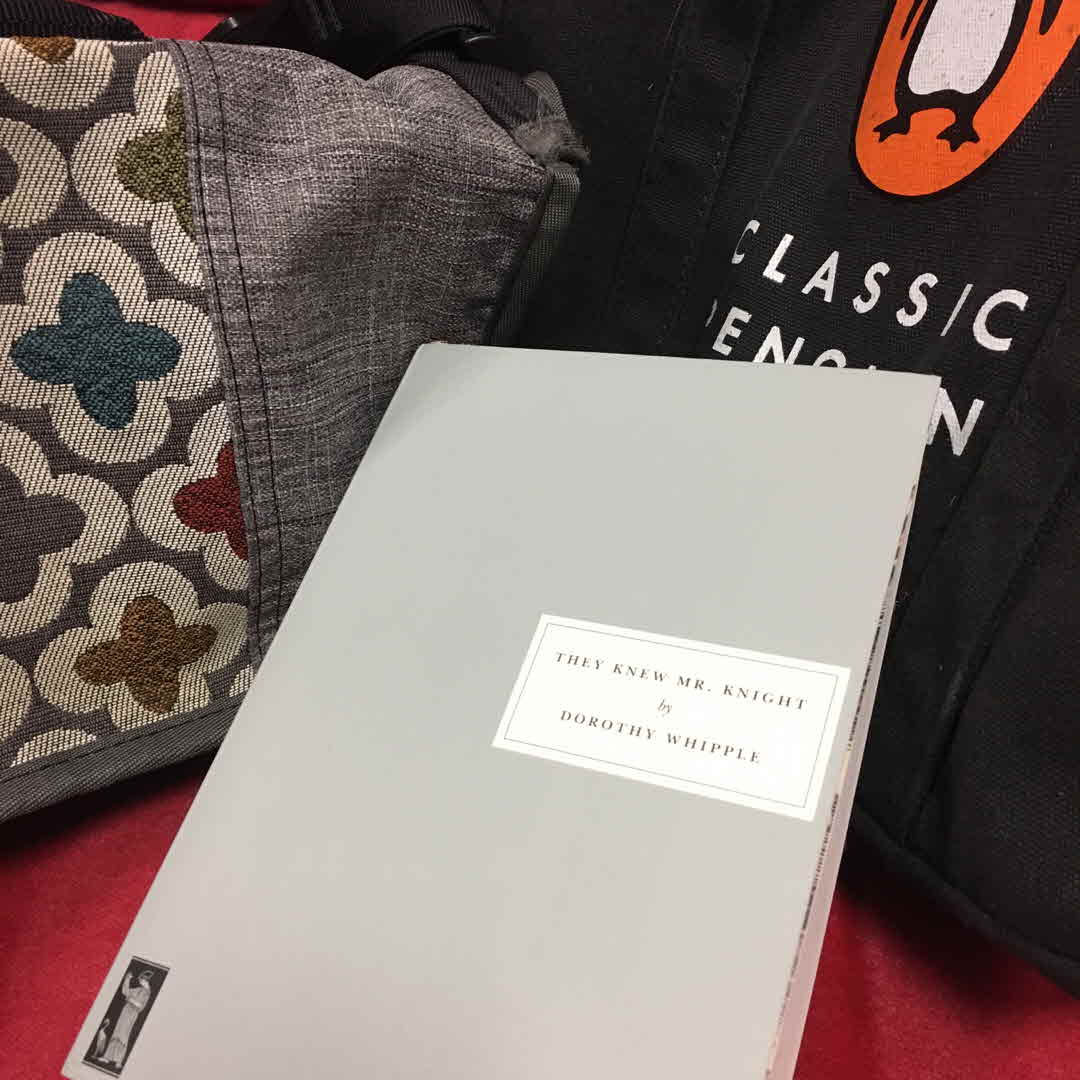 CLASSIC
THEY KNEW MR. KNIGHT
by
DOROTHY WHIPPLE